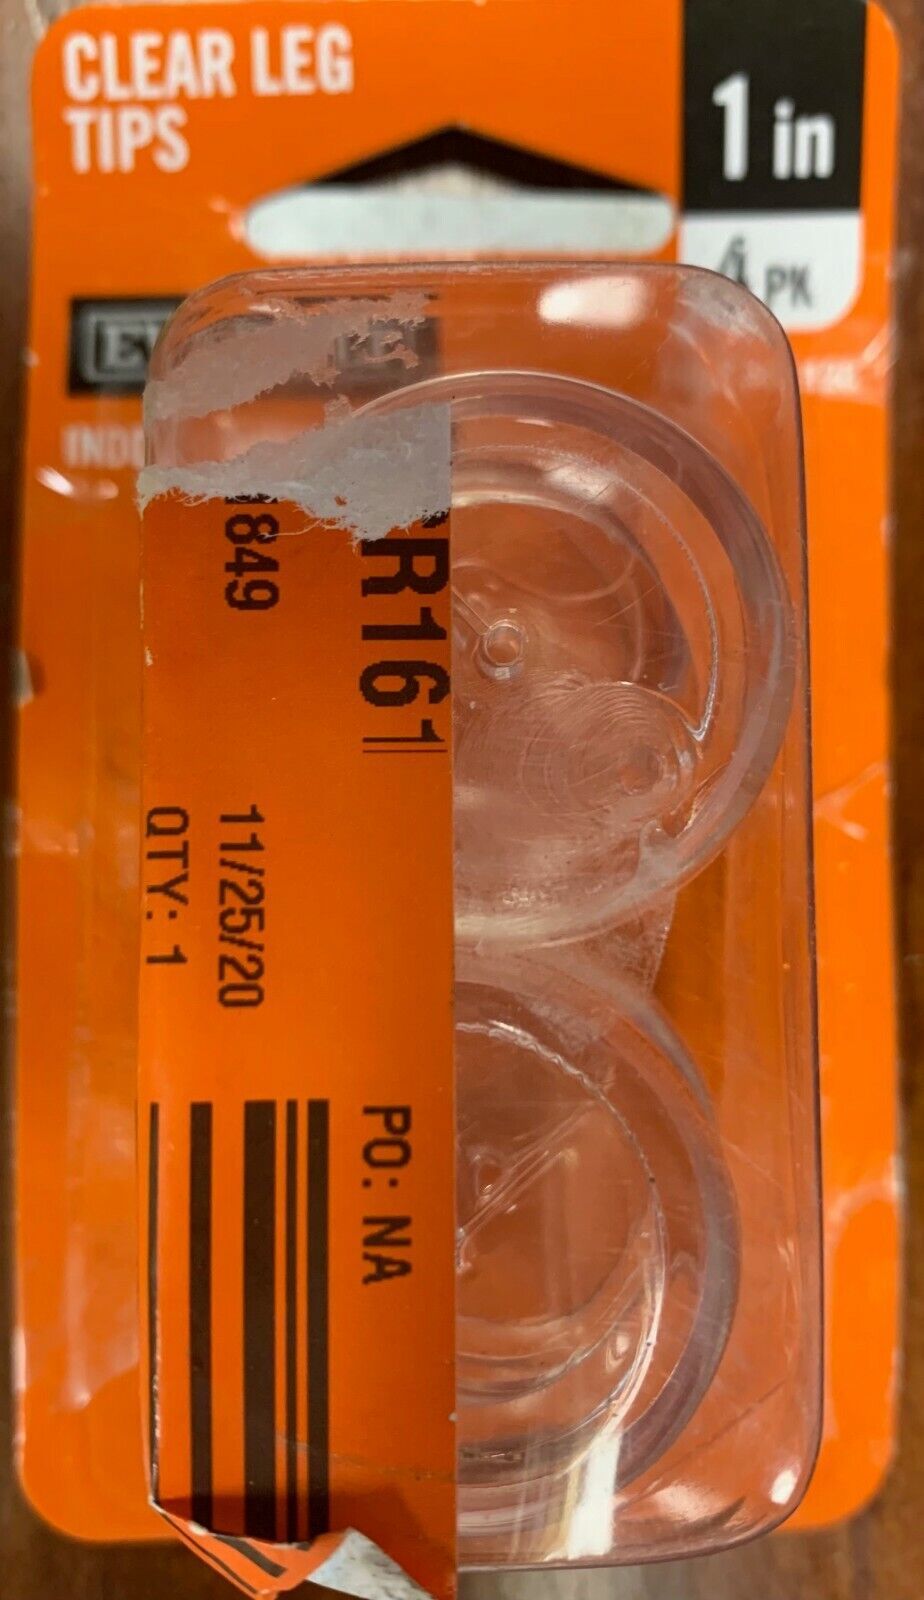 CLEAR LEG
TIPS
1 in
4 PK
849
R161
11/25/20
QTY: 1
PO: NA